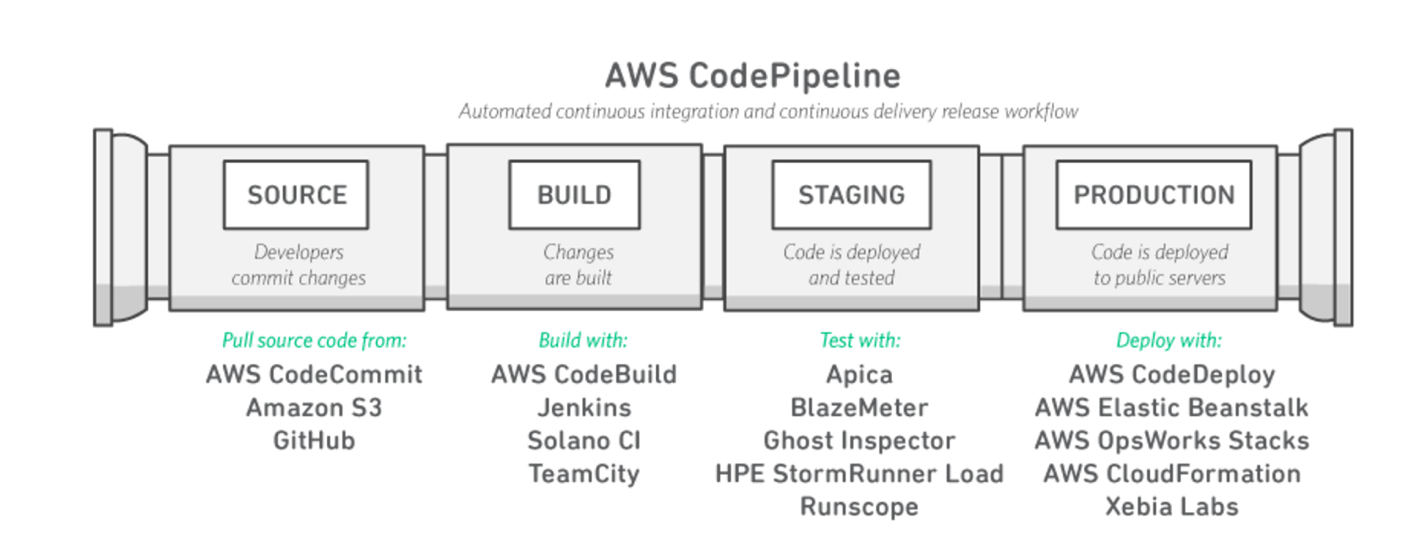 AWS CodePipeline
Automated continuous integration and continuous delivery release workflow
SOURCE
Developers
commit changes
Pull source code from:
AWS CodeCommit
Amazon S3
GitHub
BUILD
Changes
are built
Build with:
AWS CodeBuild
Jenkins
Solano CI
TeamCity
STAGING
Code is deployed
and tested
Test with:
Apica
BlazeMeter
Ghost Inspector
HPE StormRunner Load
Runscope
PRODUCTION
Code is deployed
to public servers
Deploy with:
AWS CodeDeploy
AWS Elastic Beanstalk
AWS OpsWorks Stacks
AWS CloudFormation
Xebia Labs